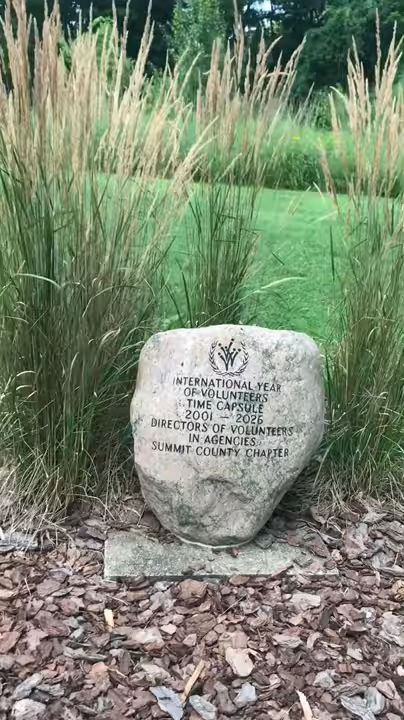 INTERNATIONAL YEAR
OF VOLUNTEERS
TIME CAPSULE
2001 – 2026
DIRECTORS OF VOLUNTEERS
IN AGENCIES
SUMMIT COUNTY CHAPTER